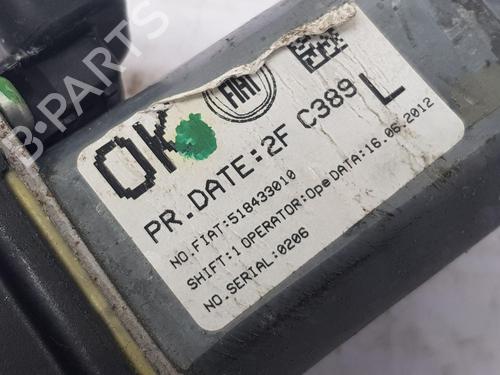 OK FIAT
PR.DATE:2F C389 L
NO.FIAT:518433010
SHIFT:1 OPERATOR:Ope DATA:16.06.2012
NO.SERIAL:0206
B-PARTS